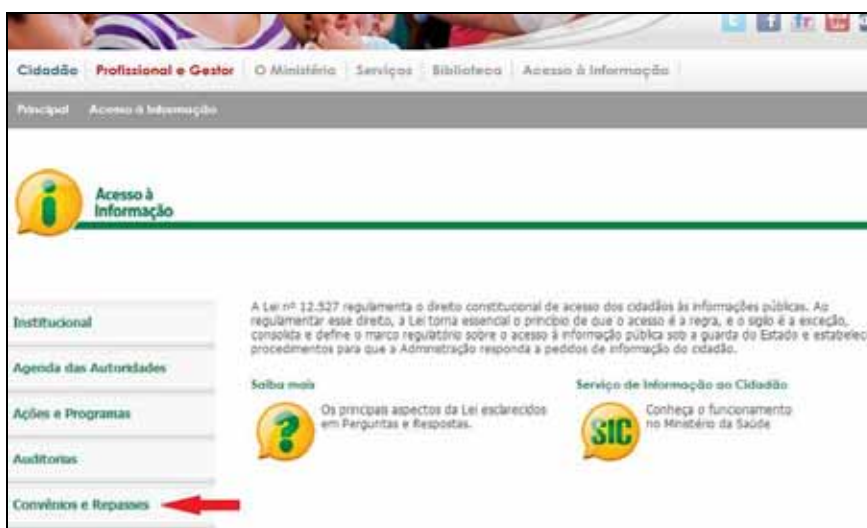 Cidadão Profissional e Gestor O Ministério Serviços Biblioteca Acesso à Informação
Principal Acesso à Informação
Acesso à
Informação
Institucional
Agenda das Autoridades
Ações e Programas
Auditorias
Convênios e Repasses
A Lei nº 12.527 regulamenta o direito constitucional de acesso dos cidadãos às informações públicas. Ao
regulamentar esse direito, a Lei torna essencial o princípio de que o acesso é a regra, e o sigilo é a exceção,
consolida e define o marco regulatório sobre o acesso à informação pública sob a guarda do Estado e estabelec
procedimentos para que a Administração responda a pedidos de informação do cidadão.
Saiba mais
?
Os principais aspectos da Lei esclarecidos
em Perguntas e Respostas.
Serviço de Informação ao Cidadão
SIC
Conheça o funcionamento
no Ministério da Saúde